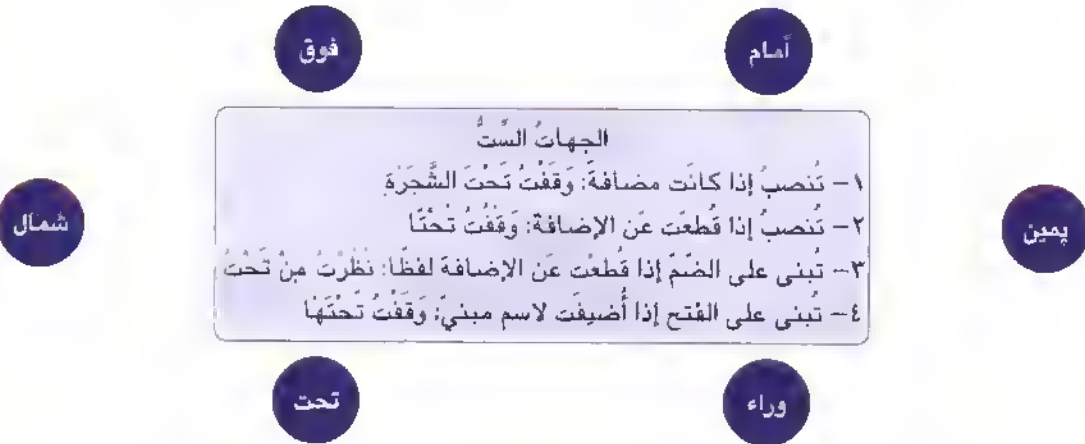 أمام
فوق
الجهاتُ السِّتُّ
١- تُنصبُ إذا كانَت مضافةً: وَقَفْتُ تَحْتَ الشَّجَرَةِ
٢- تُنصبُ إذا قُطعَت عَن الإضافة: وَقَفْتُ تَحْتًا
٣- تُبنى على الضّمّ إذا قُطعَت عَن الإضافة لفظًا: نَظَرْتُ مِنْ تَحْتُ
٤- تُبنى على الفتح إذا أُضيفَت لاسم مبنيّ: وَقَفْتُ تَحْتَهَا
يمين
شمال
وراء
تحت